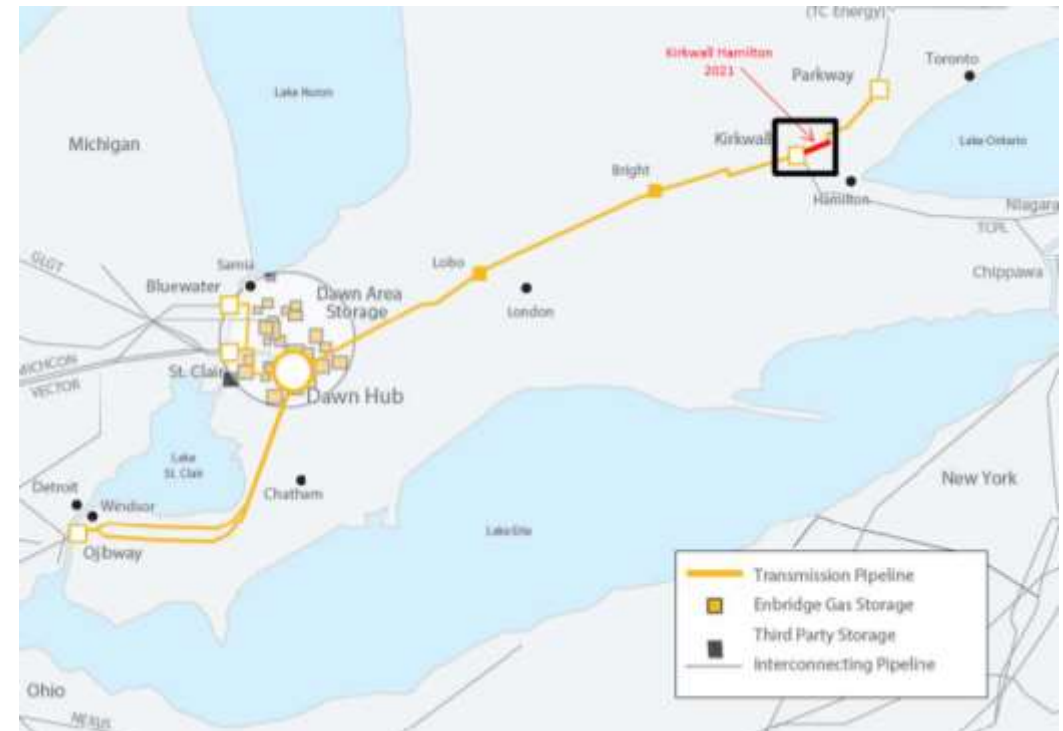 (TC Energy)
Kirkwall Hamilton
2021
Toronto
Parkway
Lake Huron
Michigan
Kirkwall
Lake Ontario
Bright
Hamilton
Niagara
TCPL
GLGT
Sarnia
Lobo
Chippawa
Bluewater
Dawn Area
Storage
London
MICHCON
St. Clair
VECTOR
Dawn Hub
Lake
St. Clair
New York
Detroit
Chatham
Windsor
Lake Erie
Ojibway
Transmission Pipeline
Enbridge Gas Storage
Third Party Storage
Interconnecting Pipeline
Ohio
NEXUS